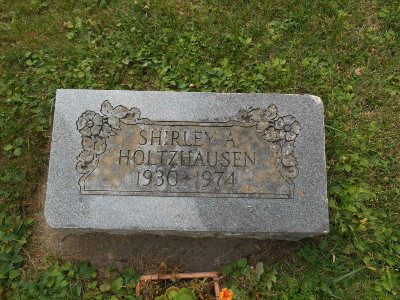 SHIRLEY A.
HOLTZHAUSEN
1930 - 1974